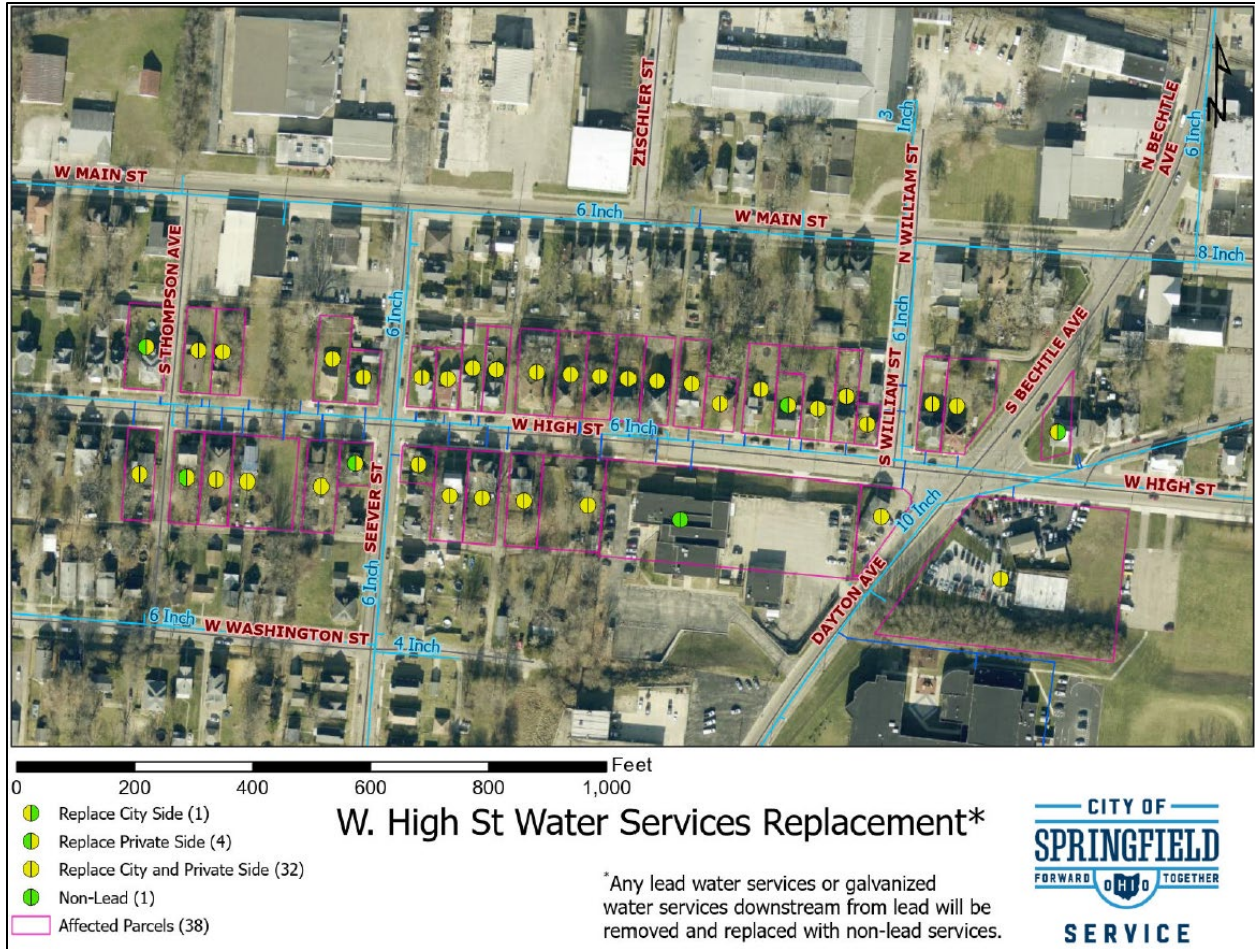 3 Inch
N BECHTLE AVE
6 Inch
N
ZISCHLER ST
W MAIN ST
6 Inch
W MAIN ST
N WILLIAM ST
8 Inch
S THOMPSON AVE
6 Inch
6 Inch
S BECHTLE AVE
S WILLIAM ST
W HIGH ST
6 Inch
W HIGH ST
10 Inch
SEEVER ST
6 Inch
DAYTON AVE
6 Inch
W WASHINGTON ST
4 Inch
Feet
0 200 400 600 800 1,000
Replace City Side (1)
Replace Private Side (4)
Replace City and Private Side (32)
Non-Lead (1)
Affected Parcels (38)
W. High St Water Services Replacement*
*Any lead water services or galvanized
water services downstream from lead will be
removed and replaced with non-lead services.
CITY OF
SPRINGFIELD
FORWARD OHIO TOGETHER
SERVICE